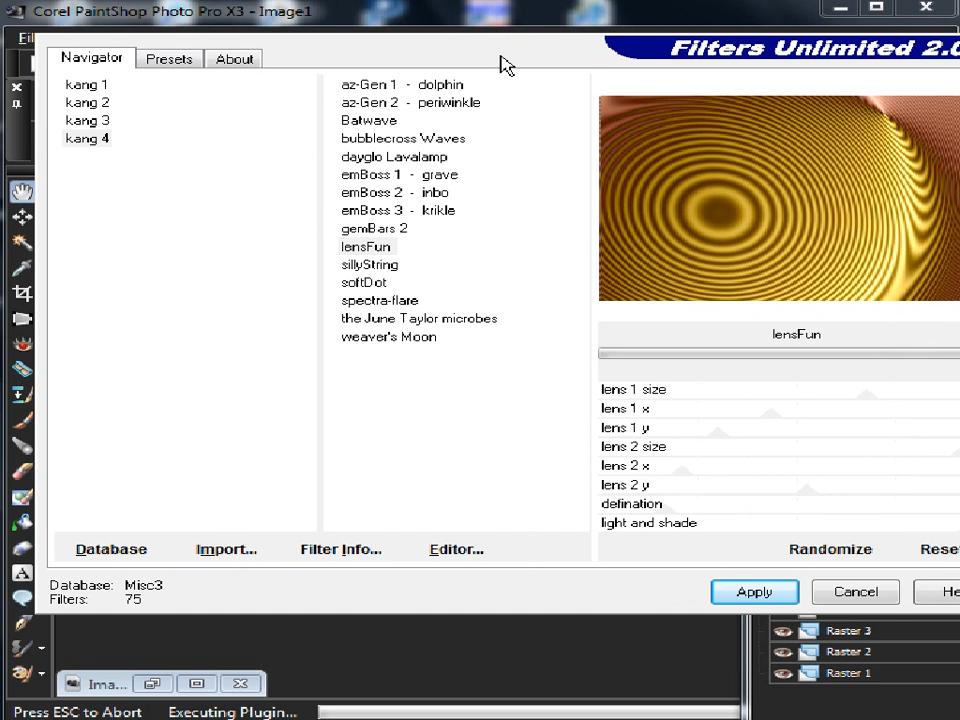 Corel PaintShop Photo Pro X3 - Image1
Filters Unlimited 2.0
Navigator
Presets
About
kang 1
kang 2
kang 3
kang 4
az-Gen 1 - dolphin
az-Gen 2 - periwinkle
Batwave
bubblecross Waves
dayglo Lavalamp
emBoss 1 - grave
emBoss 2 - inbo
emBoss 3 - krikle
gemBars 2
lensFun
sillyString
softDot
spectra-flare
the June Taylor microbes
weaver's Moon
lensFun
lens 1 size
lens 1 x
lens 1 y
lens 2 size
lens 2 x
lens 2 y
defination
light and shade
Database
Import...
Filter Info...
Editor...
Randomize
Rese
Database: Misc3
Filters: 75
Apply
Cancel
He
Raster 3
Raster 2
Raster 1
Ima...
Press ESC to Abort
Executing Plugin...